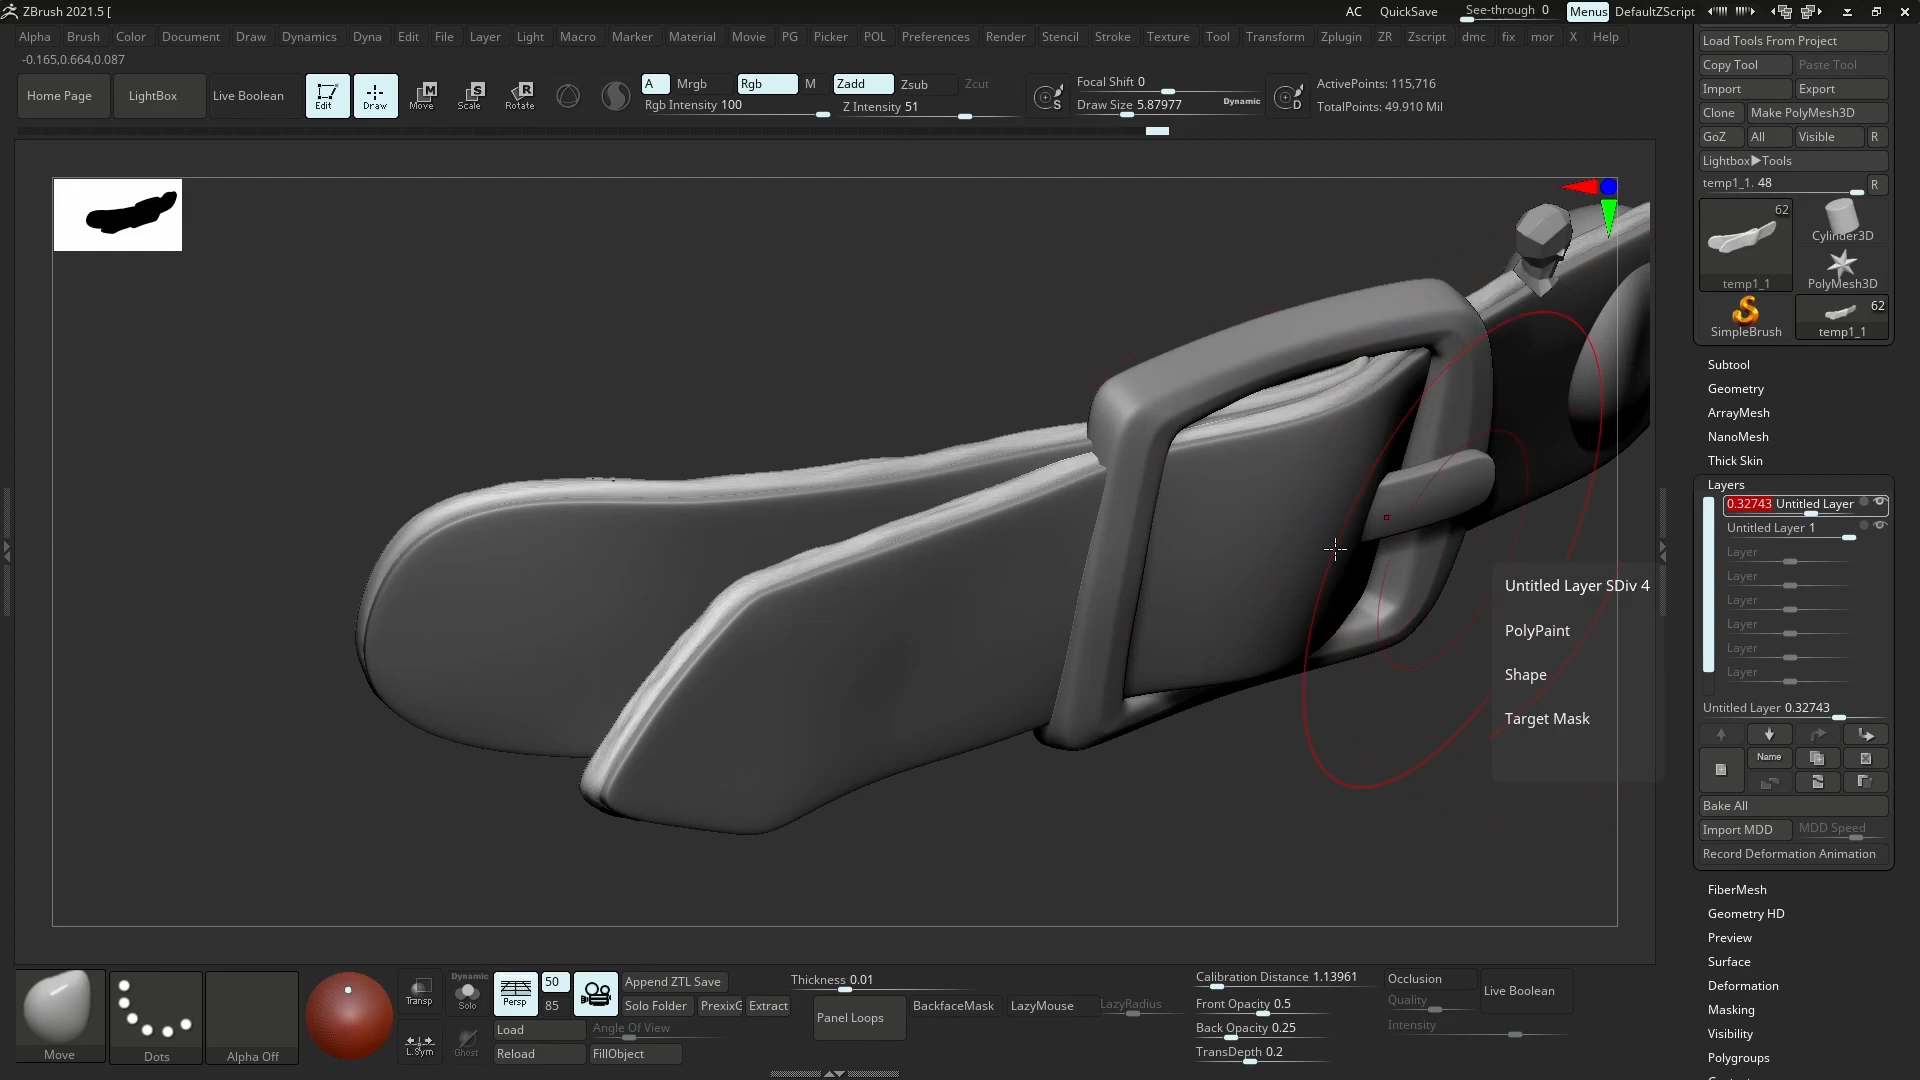 ZBrush 2021.5 [
AC QuickSave See-through 0 Menus DefaultZScript
Alpha Brush Color Document Draw Dynamics Dyna Edit File Layer Light Macro Marker Material Movie PG Picker POL Preferences Render Stencil Stroke Texture Tool Transform Zplugin ZR Zscript dmc fix mor X Help
-0.165,0.664,0.087
Home Page LightBox Live Boolean Edit Draw Move Scale Rotate
A Mrgb Rgb M Zadd Zsub Zcut
Rgb Intensity 100 Z Intensity 51
Focal Shift 0
Draw Size 5.87977 Dynamic
ActivePoints: 115,716
TotalPoints: 49.910 Mil
Load Tools From Project
Copy Tool Paste Tool
Import Export
Clone Make PolyMesh3D
GoZ All Visible R
Lightbox▶Tools
temp1_1. 48 R
62
Cylinder3D
temp1_1 PolyMesh3D
62
SimpleBrush temp1_1
Subtool
Geometry
ArrayMesh
NanoMesh
Thick Skin
Layers
0.32743 Untitled Layer
Untitled Layer 1
Layer
Layer
Layer
Layer
Layer
Layer
Untitled Layer 0.32743
Name
Bake All
Import MDD MDD Speed
Record Deformation Animation
FiberMesh
Geometry HD
Preview
Surface
Deformation
Masking
Visibility
Polygroups
Untitled Layer SDiv 4
PolyPaint
Shape
Target Mask
Move
Dots
Alpha Off
Transp
L.Sym
Dynamic
Solo
Ghost
Persp
50
85
Append ZTL Save
Solo Folder PrexixG Extract
Load Angle Of View
Reload FillObject
Thickness 0.01
Panel Loops BackfaceMask LazyMouse LazyRadius
Calibration Distance 1.13961
Front Opacity 0.5
Back Opacity 0.25
TransDepth 0.2
Occlusion
Quality
Intensity
Live Boolean